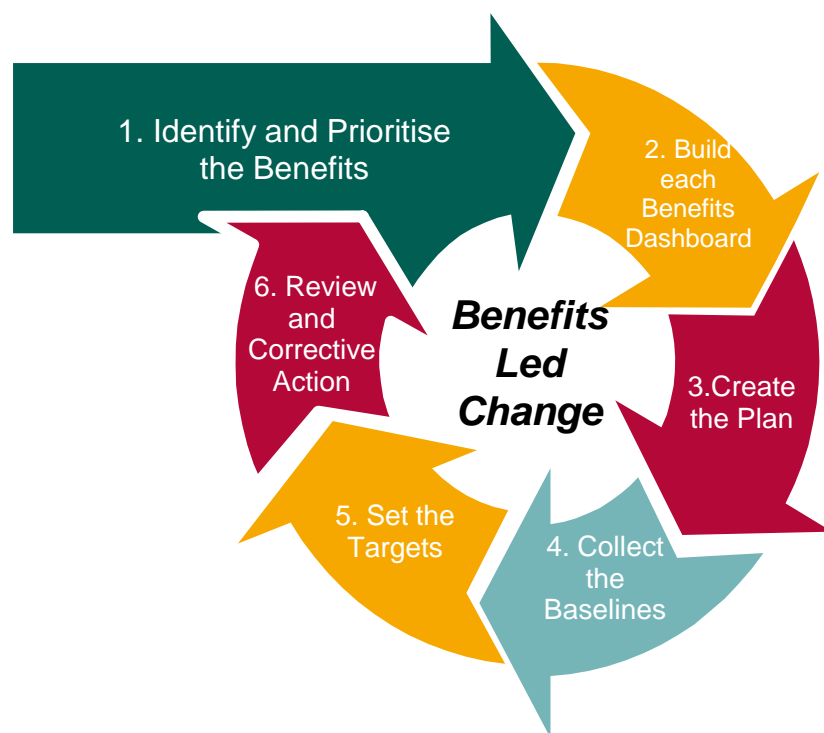 1. Identify and Prioritise
the Benefits
2. Build
each
Benefits
Dashboard
3.Create
the Plan
4. Collect
the
Baselines
5. Set the
Targets
6. Review
and
Corrective
Action
Benefits
Led
Change